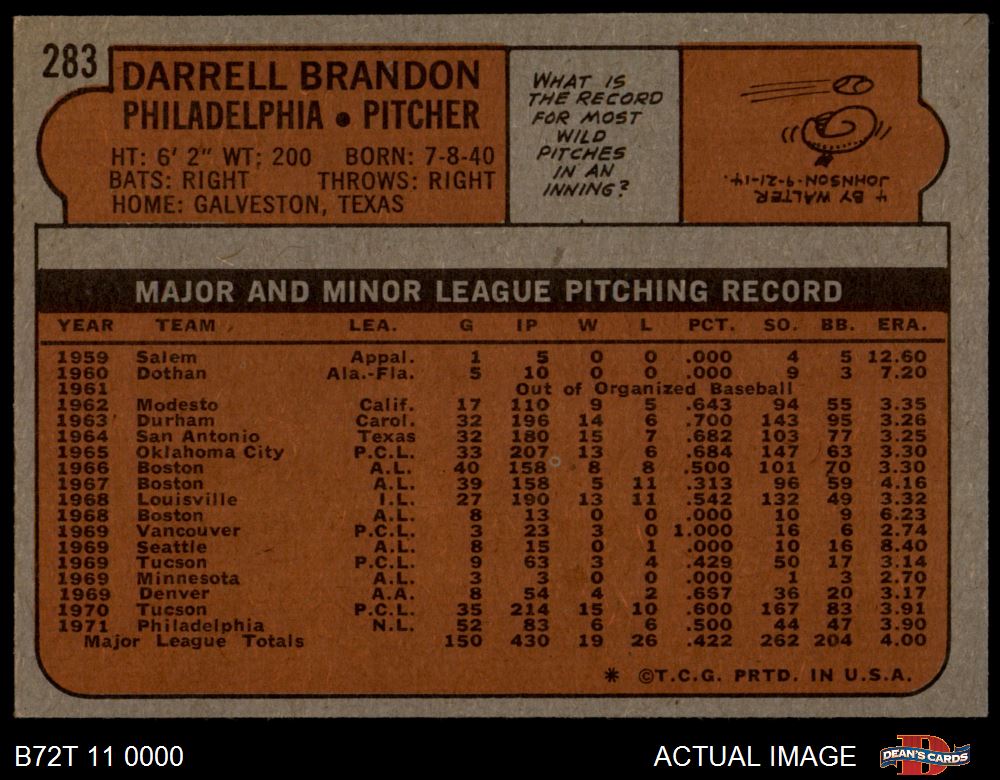 283
DARRELL BRANDON
PHILADELPHIA • PITCHER
HT: 6' 2" WT: 200 BORN: 7-8-40
BATS: RIGHT THROWS: RIGHT
HOME: GALVESTON, TEXAS
WHAT IS
THE RECORD
FOR MOST
WILD
PITCHES
IN AN
INNING?
4 BY WALTER
JOHNSON-9-21-14.
MAJOR AND MINOR LEAGUE PITCHING RECORD
YEAR TEAM LEA. G IP W L PCT. SO. BB. ERA.
1959 Salem Appal. 1 5 0 0 .000 4 5 12.60
1960 Dothan Ala.-Fla. 5 10 0 0 .000 9 3 7.20
1961 Out of Organized Baseball
1962 Modesto Calif. 17 110 9 5 .643 94 55 3.35
1963 Durham Carol. 32 196 14 6 .700 143 95 3.26
1964 San Antonio Texas 32 180 15 7 .682 103 77 3.25
1965 Oklahoma City P.C.L. 33 207 13 6 .684 147 63 3.30
1966 Boston A.L. 40 158 8 8 .500 101 70 3.30
1967 Boston A.L. 39 158 5 11 .313 96 59 4.16
1968 Louisville I.L. 27 190 13 11 .542 132 49 3.32
1968 Boston A.L. 8 13 0 0 .000 10 9 6.23
1969 Vancouver P.C.L. 3 23 3 0 1.000 16 6 2.74
1969 Seattle A.L. 8 15 0 1 .000 10 16 8.40
1969 Tucson P.C.L. 9 63 3 4 .429 50 17 3.14
1969 Minnesota A.L. 3 3 0 0 .000 1 3 2.70
1969 Denver A.A. 8 54 4 2 .667 36 20 3.17
1970 Tucson P.C.L. 35 214 15 10 .600 167 83 3.91
1971 Philadelphia N.L. 52 83 6 6 .500 44 47 3.90
Major League Totals 150 430 19 26 .422 262 204 4.00
* ©T.C.G. PRTD. IN U.S.A.
B72T 11 0000 ACTUAL IMAGE DEAN'S CARDS